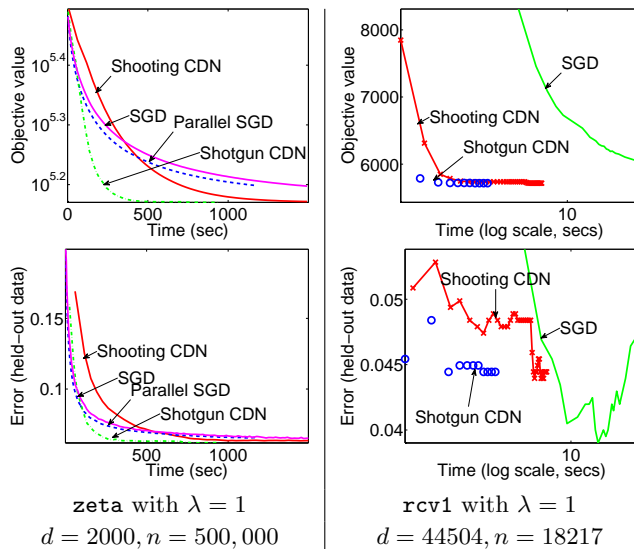 Objective value
10^5.4
10^5.3
10^5.2
Shooting CDN
SGD
Parallel SGD
Shotgun CDN
0 500 1000
Time (sec)
Objective value
8000
7000
6000
SGD
Shooting CDN
Shotgun CDN
10
Time (log scale, secs)
Error (held-out data)
0.15
0.1
Shooting CDN
SGD
Parallel SGD
Shotgun CDN
0 500 1000
Time (sec)
Error (held-out data)
0.05
0.045
0.04
Shooting CDN
SGD
Shotgun CDN
10
Time (log scale, secs)
zeta with λ = 1
d = 2000, n = 500, 000
rcv1 with λ = 1
d = 44504, n = 18217